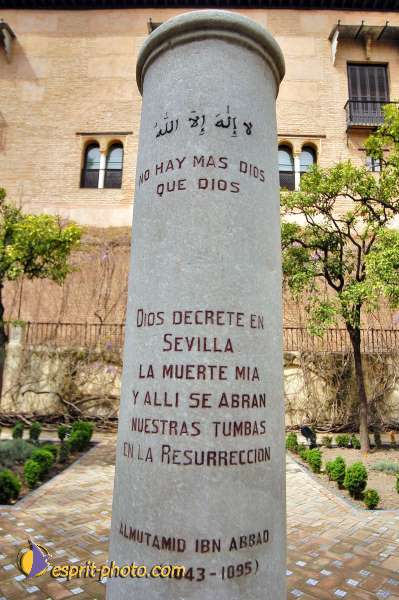 لا إله إلا الله
NO HAY MAS DIOS
QUE DIOS
DIOS DECRETE EN
SEVILLA
LA MUERTE MIA
Y ALLI SE ABRAN
NUESTRAS TUMBAS
EN LA RESURRECCION
ALMUTAMID IBN ABBAD
(1043 - 1095)
esprit-photo.com